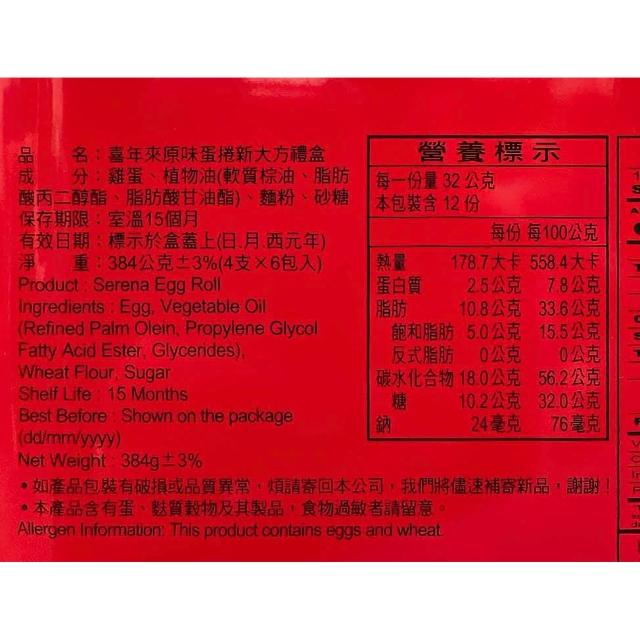 品　　名：喜年來原味蛋捲新大方禮盒
成　　分：雞蛋、植物油(軟質棕油、脂肪
酸丙二醇酯、脂肪酸甘油酯)、麵粉、砂糖
保存期限：室溫15個月
有效日期：標示於盒蓋上(日.月.西元年)
淨　　重：384公克±3%(4支×6包入)
Product : Serena Egg Roll
Ingredients : Egg, Vegetable Oil
(Refined Palm Olein, Propylene Glycol
Fatty Acid Ester, Glycerides),
Wheat Flour, Sugar
Shelf Life : 15 Months
Best Before : Shown on the package
(dd/mm/yyyy)
Net Weight : 384g±3%
營養標示
每一份量 32 公克
本包裝含 12 份
每份 每100公克
熱量 178.7大卡 558.4大卡
蛋白質 2.5公克 7.8公克
脂肪 10.8公克 33.6公克
飽和脂肪 5.0公克 15.5公克
反式脂肪 0公克 0公克
碳水化合物 18.0公克 56.2公克
糖 10.2公克 32.0公克
鈉 24毫克 76毫克
•如產品包裝有破損或品質異常，煩請寄回本公司，我們將儘速補寄新品，謝謝！
•本產品含有蛋、麩質穀物及其製品，食物過敏者請留意。
Allergen Information: This product contains eggs and wheat.